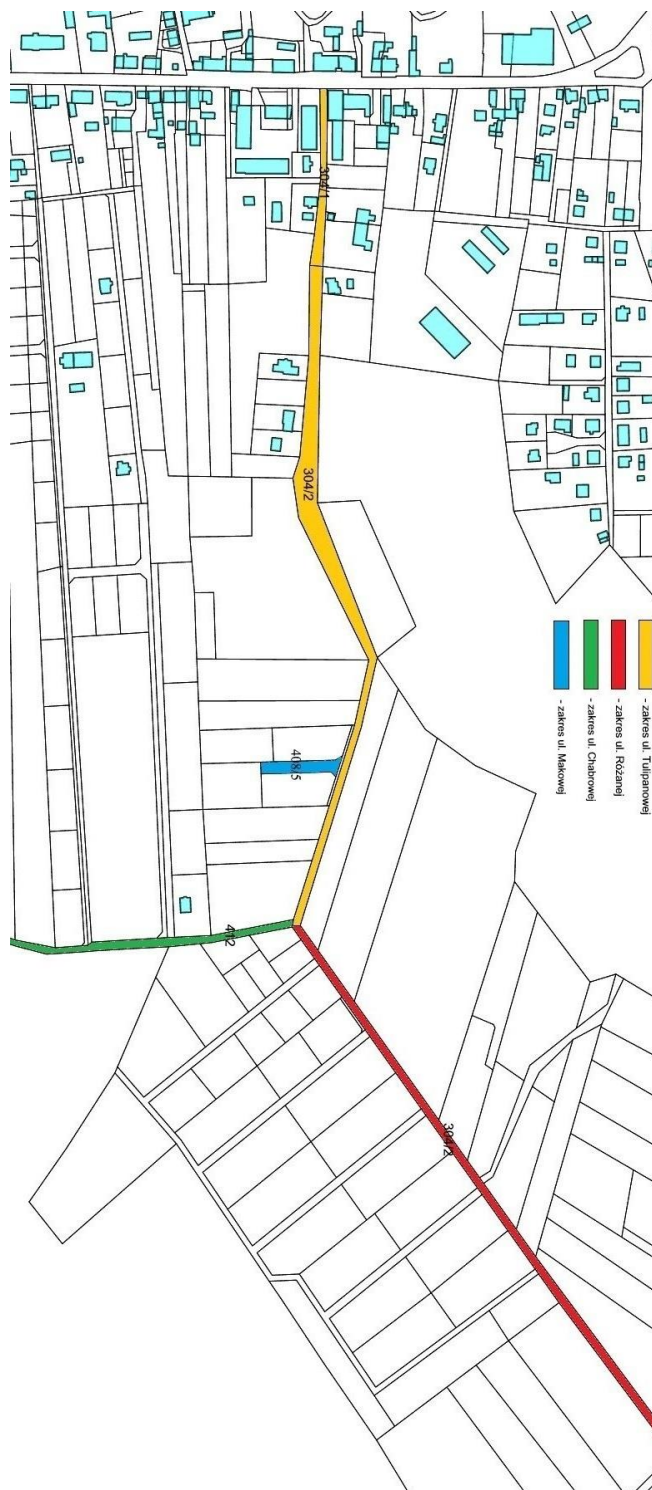 304/1
304/2
- zakres ul. Tulipanowej
- zakres ul. Różanej
- zakres ul. Chabrowej
- zakres ul. Makowej
408/5
412
304/2